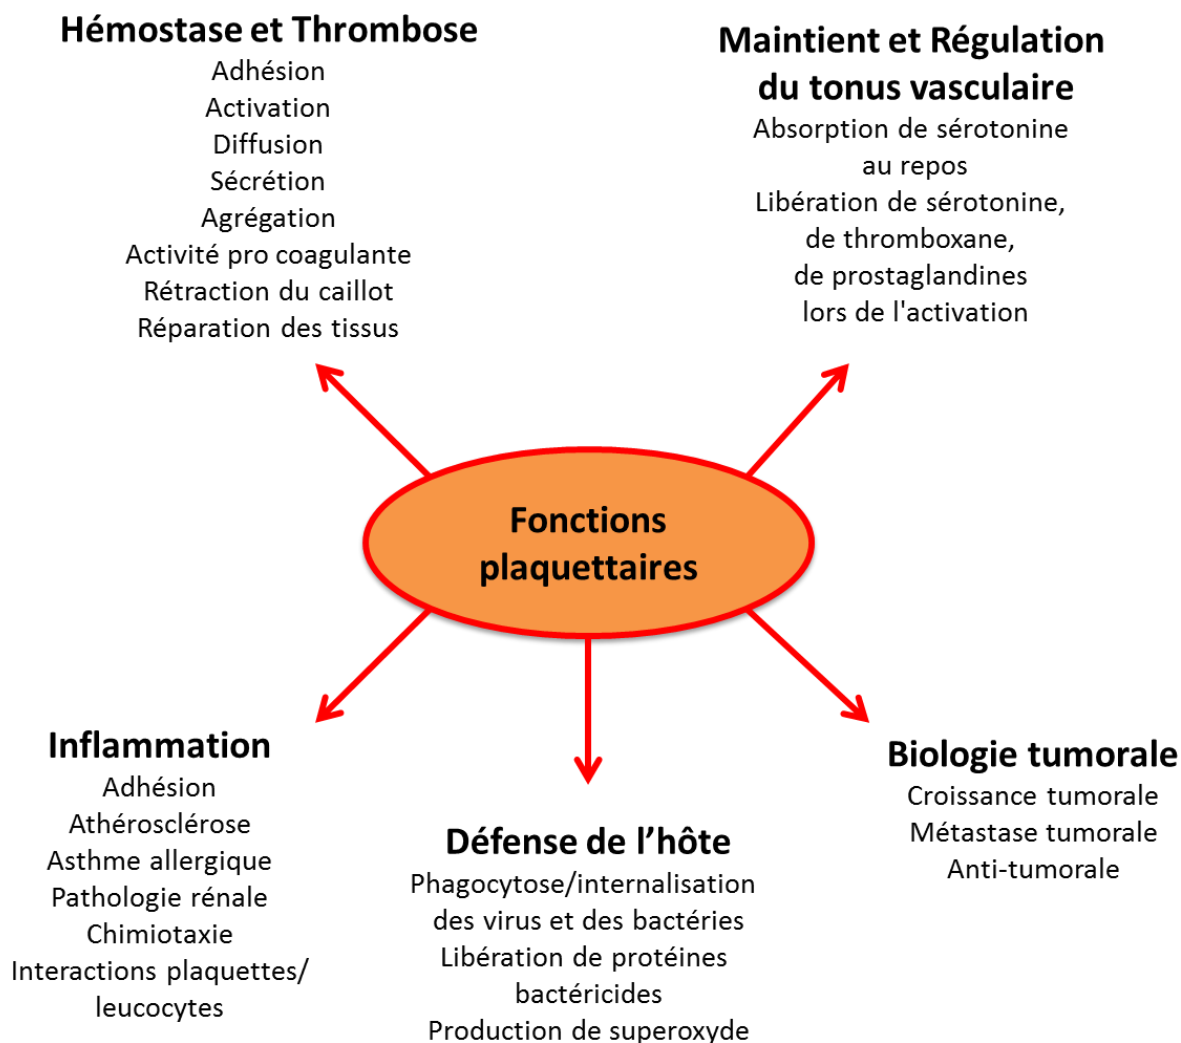 Hémostase et Thrombose
Adhésion
Activation
Diffusion
Sécrétion
Agrégation
Activité pro coagulante
Rétraction du caillot
Réparation des tissus
Maintient et Régulation
du tonus vasculaire
Absorption de sérotonine
au repos
Libération de sérotonine,
de thromboxane,
de prostaglandines
lors de l'activation
Fonctions
plaquettaires
Inflammation
Adhésion
Athérosclérose
Asthme allergique
Pathologie rénale
Chimiotaxie
Interactions plaquettes/
leucocytes
Défense de l’hôte
Phagocytose/internalisation
des virus et des bactéries
Libération de protéines
bactéricides
Production de superoxyde
Biologie tumorale
Croissance tumorale
Métastase tumorale
Anti-tumorale